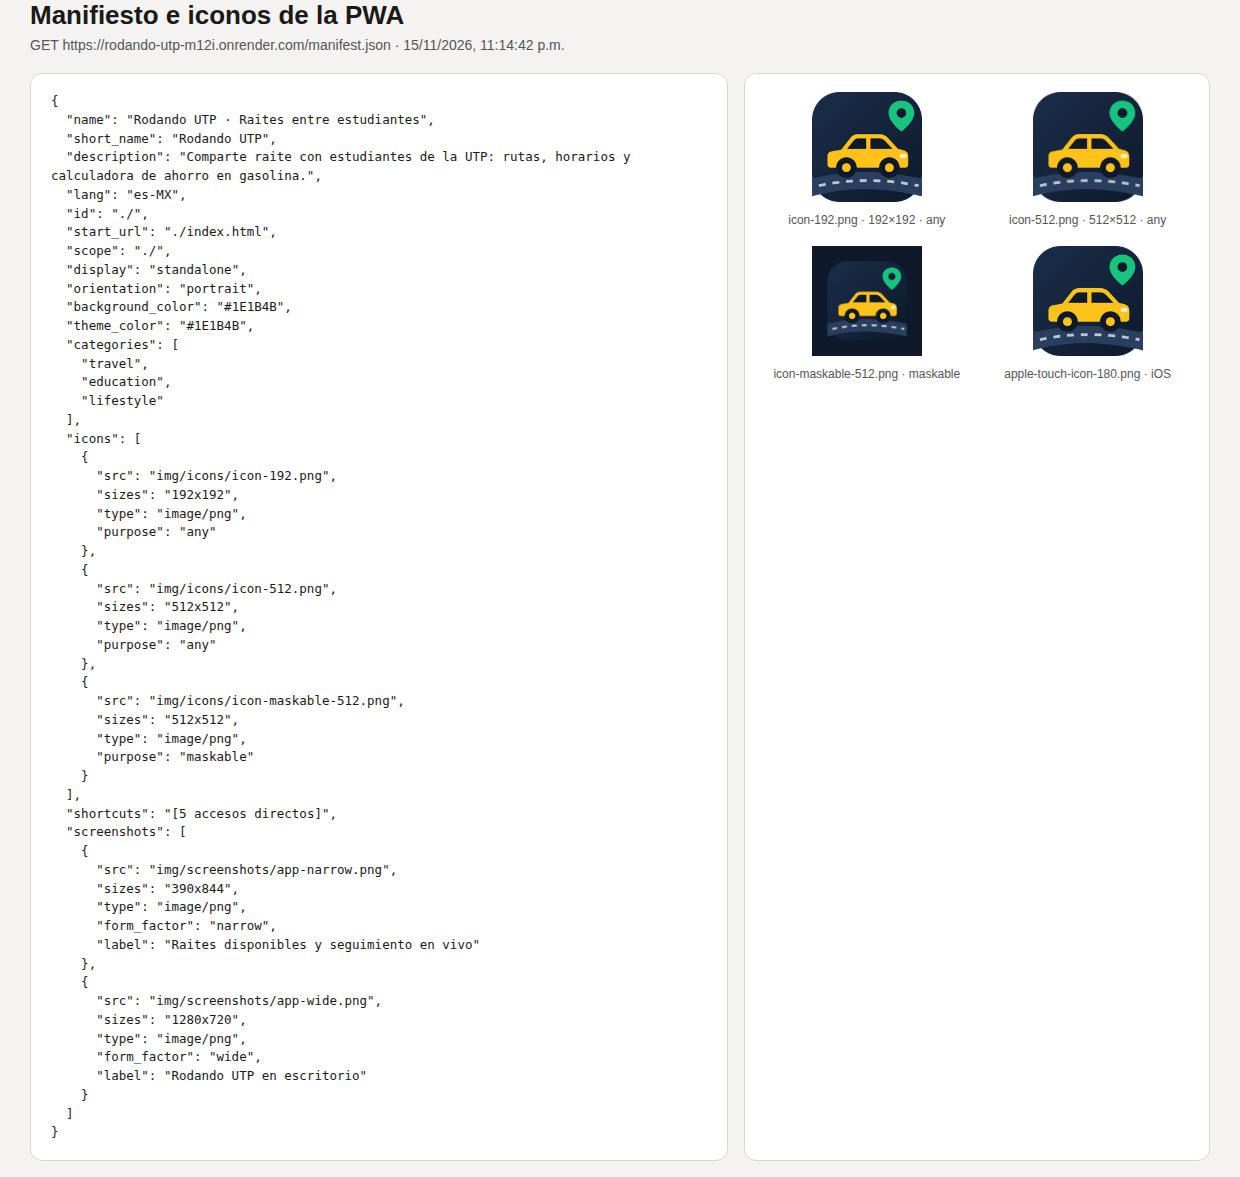 Manifiesto e iconos de la PWA
GET https://rodando-utp-m12i.onrender.com/manifest.json · 15/11/2026, 11:14:42 p.m.
{
  "name": "Rodando UTP · Raites entre estudiantes",
  "short_name": "Rodando UTP",
  "description": "Comparte raite con estudiantes de la UTP: rutas, horarios y
calculadora de ahorro en gasolina.",
  "lang": "es-MX",
  "id": "./",
  "start_url": "./index.html",
  "scope": "./",
  "display": "standalone",
  "orientation": "portrait",
  "background_color": "#1E1B4B",
  "theme_color": "#1E1B4B",
  "categories": [
    "travel",
    "education",
    "lifestyle"
  ],
  "icons": [
    {
      "src": "img/icons/icon-192.png",
      "sizes": "192x192",
      "type": "image/png",
      "purpose": "any"
    },
    {
      "src": "img/icons/icon-512.png",
      "sizes": "512x512",
      "type": "image/png",
      "purpose": "any"
    },
    {
      "src": "img/icons/icon-maskable-512.png",
      "sizes": "512x512",
      "type": "image/png",
      "purpose": "maskable"
    }
  ],
  "shortcuts": "[5 accesos directos]",
  "screenshots": [
    {
      "src": "img/screenshots/app-narrow.png",
      "sizes": "390x844",
      "type": "image/png",
      "form_factor": "narrow",
      "label": "Raites disponibles y seguimiento en vivo"
    },
    {
      "src": "img/screenshots/app-wide.png",
      "sizes": "1280x720",
      "type": "image/png",
      "form_factor": "wide",
      "label": "Rodando UTP en escritorio"
    }
  ]
}
icon-192.png · 192×192 · any
icon-512.png · 512×512 · any
icon-maskable-512.png · maskable
apple-touch-icon-180.png · iOS